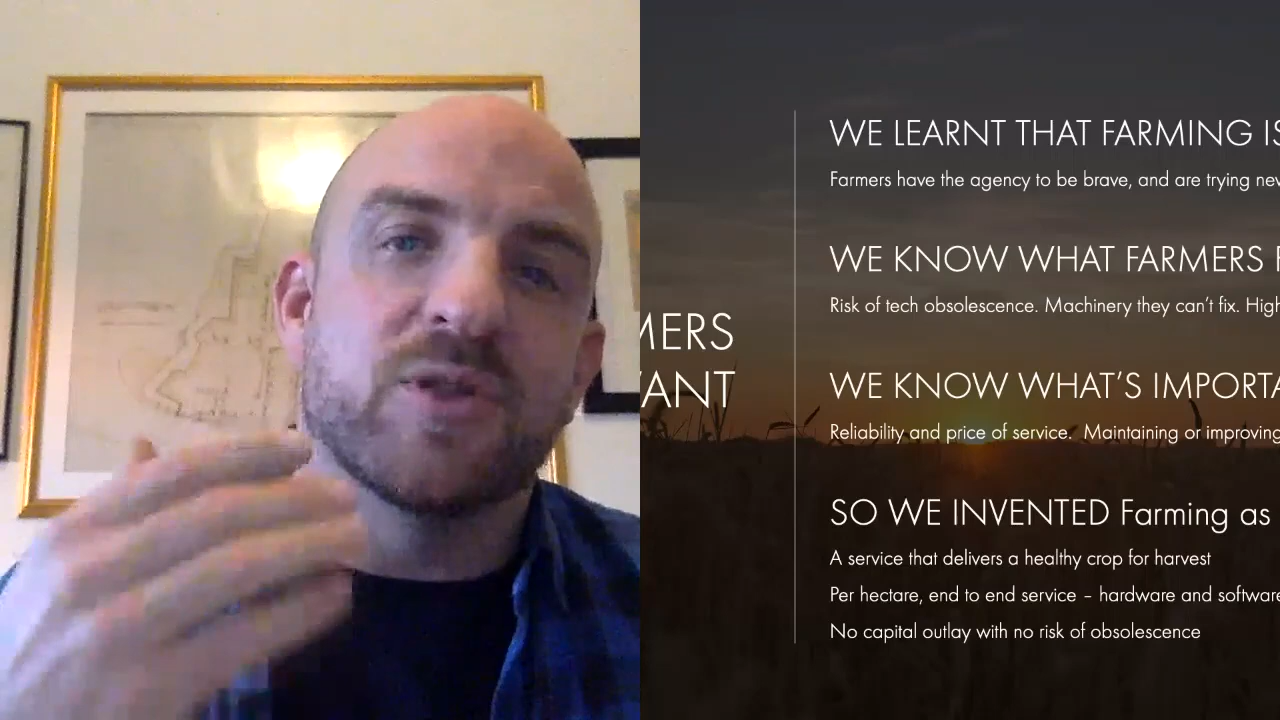 MERS
ANT
WE LEARNT THAT FARMING IS
Farmers have the agency to be brave, and are trying new
WE KNOW WHAT FARMERS
Risk of tech obsolescence. Machinery they can't fix. High
WE KNOW WHAT'S IMPORTA
Reliability and price of service. Maintaining or improving
SO WE INVENTED Farming as
A service that delivers a healthy crop for harvest
Per hectare, end to end service – hardware and software
No capital outlay with no risk of obsolescence